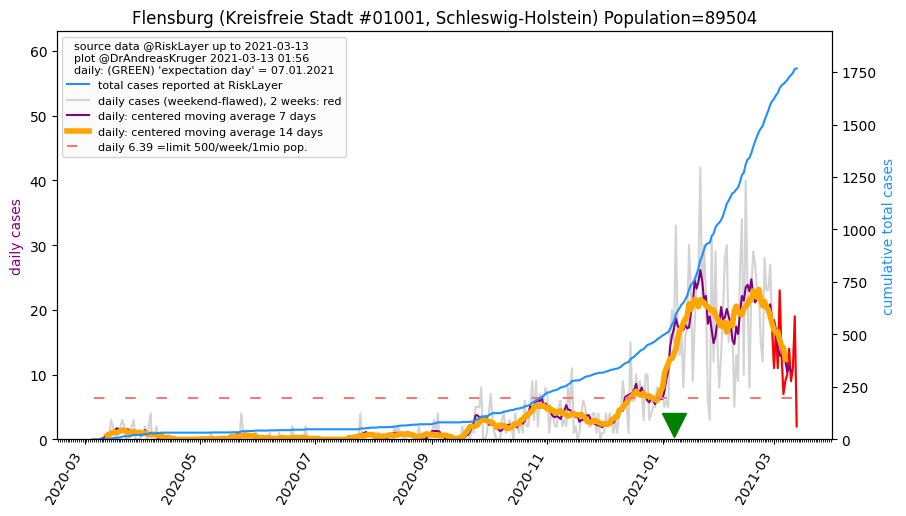 Flensburg (Kreisfreie Stadt #01001, Schleswig-Holstein) Population=89504
source data @RiskLayer up to 2021-03-13
plot @DrAndreasKruger 2021-03-13 01:56
daily: (GREEN) 'expectation day' = 07.01.2021
total cases reported at RiskLayer
daily cases (weekend-flawed), 2 weeks: red
daily: centered moving average 7 days
daily: centered moving average 14 days
daily 6.39 =limit 500/week/1mio pop.
daily cases
60
50
40
30
20
10
0
cumulative total cases
1750
1500
1250
1000
750
500
250
0
2020-03
2020-05
2020-07
2020-09
2020-11
2021-01
2021-03